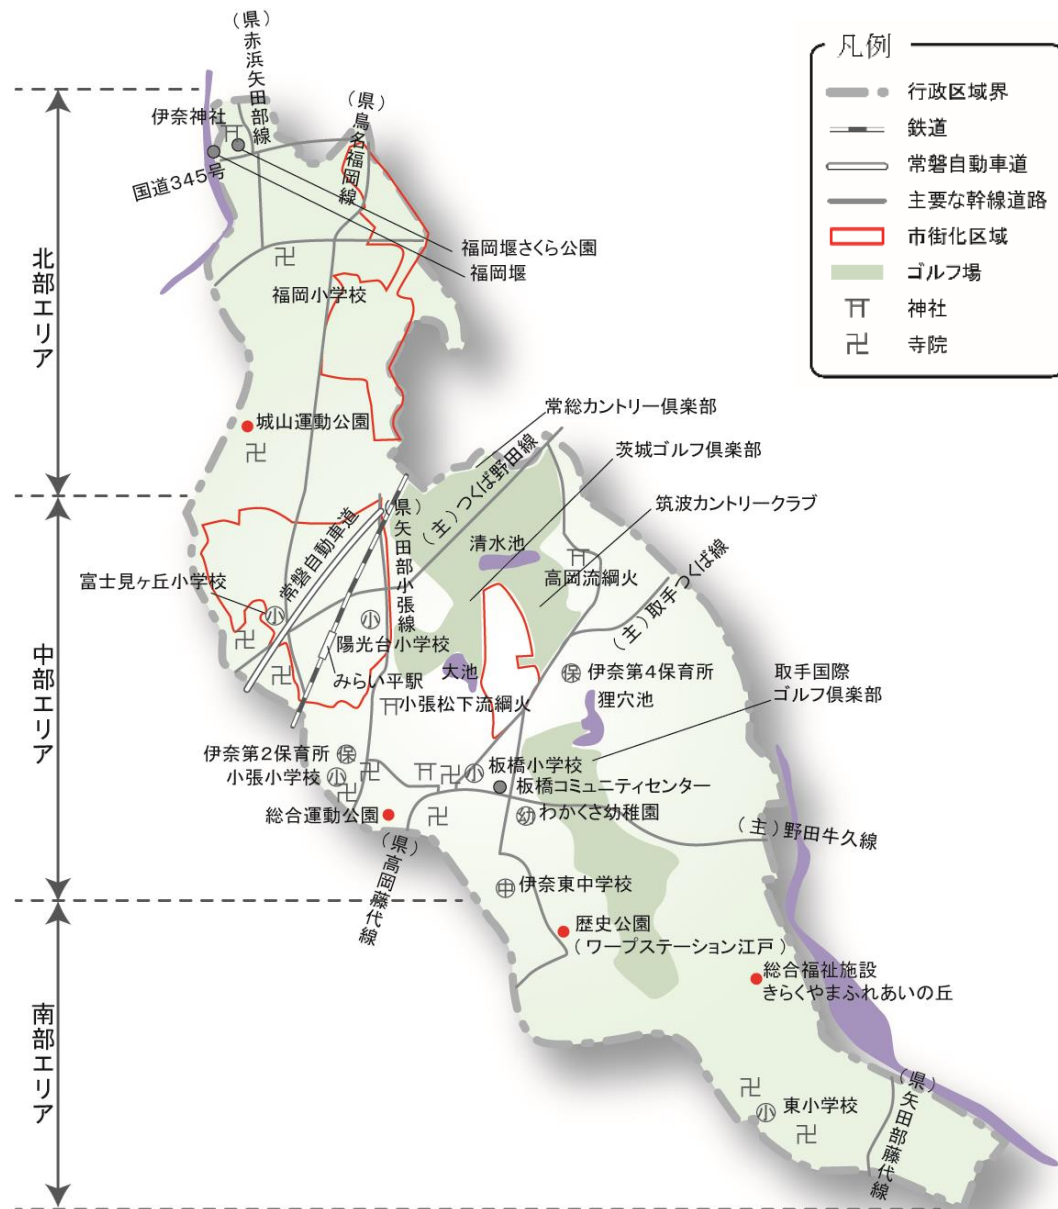 凡例
行政区域界
鉄道
常磐自動車道
主要な幹線道路
市街化区域
ゴルフ場
神社
寺院
北部エリア
中部エリア
南部エリア
(県)赤浜矢田部線
伊奈神社
(県)鳥名福岡線
国道345号
福岡堰さくら公園
福岡堰
福岡小学校
城山運動公園
常総カントリー倶楽部
茨城ゴルフ倶楽部
筑波カントリークラブ
(主)つくば野田線
(県)矢田部小張線
常磐自動車道
清水池
高岡流綱火
(主)取手つくば線
富士見ヶ丘小学校
小
小
陽光台小学校
みらい平駅
大池
小張松下流綱火
保
伊奈第4保育所
狸穴池
取手国際
ゴルフ倶楽部
伊奈第2保育所
保
小張小学校
小
小
板橋小学校
板橋コミュニティセンター
総合運動公園
幼
わかくさ幼稚園
(主)野田牛久線
(県)高岡藤代線
中
伊奈東中学校
歴史公園
(ワープステーション江戸)
総合福祉施設
きらくやまふれあいの丘
小
東小学校
(県)矢田部藤代線